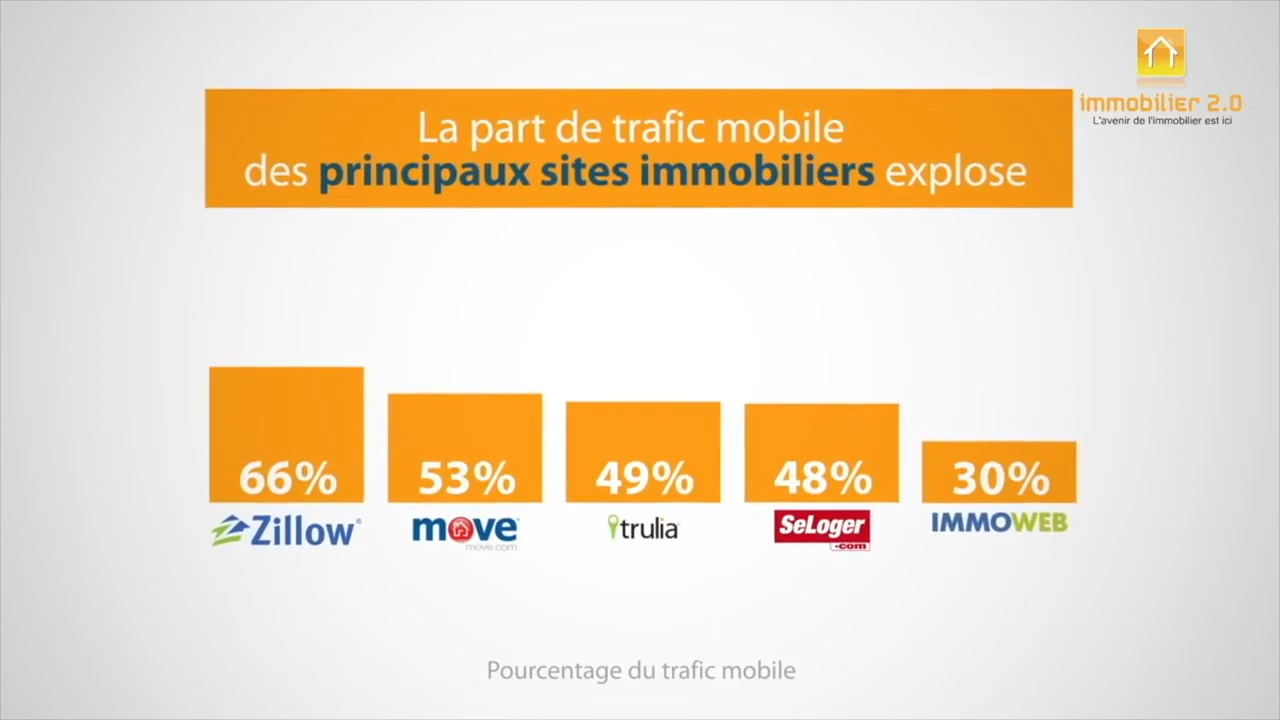 immobilier 2.0
L'avenir de l'immobilier est ici
La part de trafic mobile
des principaux sites immobiliers explose
66% 53% 49% 48% 30%
Zillow® move trulia SeLoger IMMOWEB
move.com .com
Pourcentage du trafic mobile